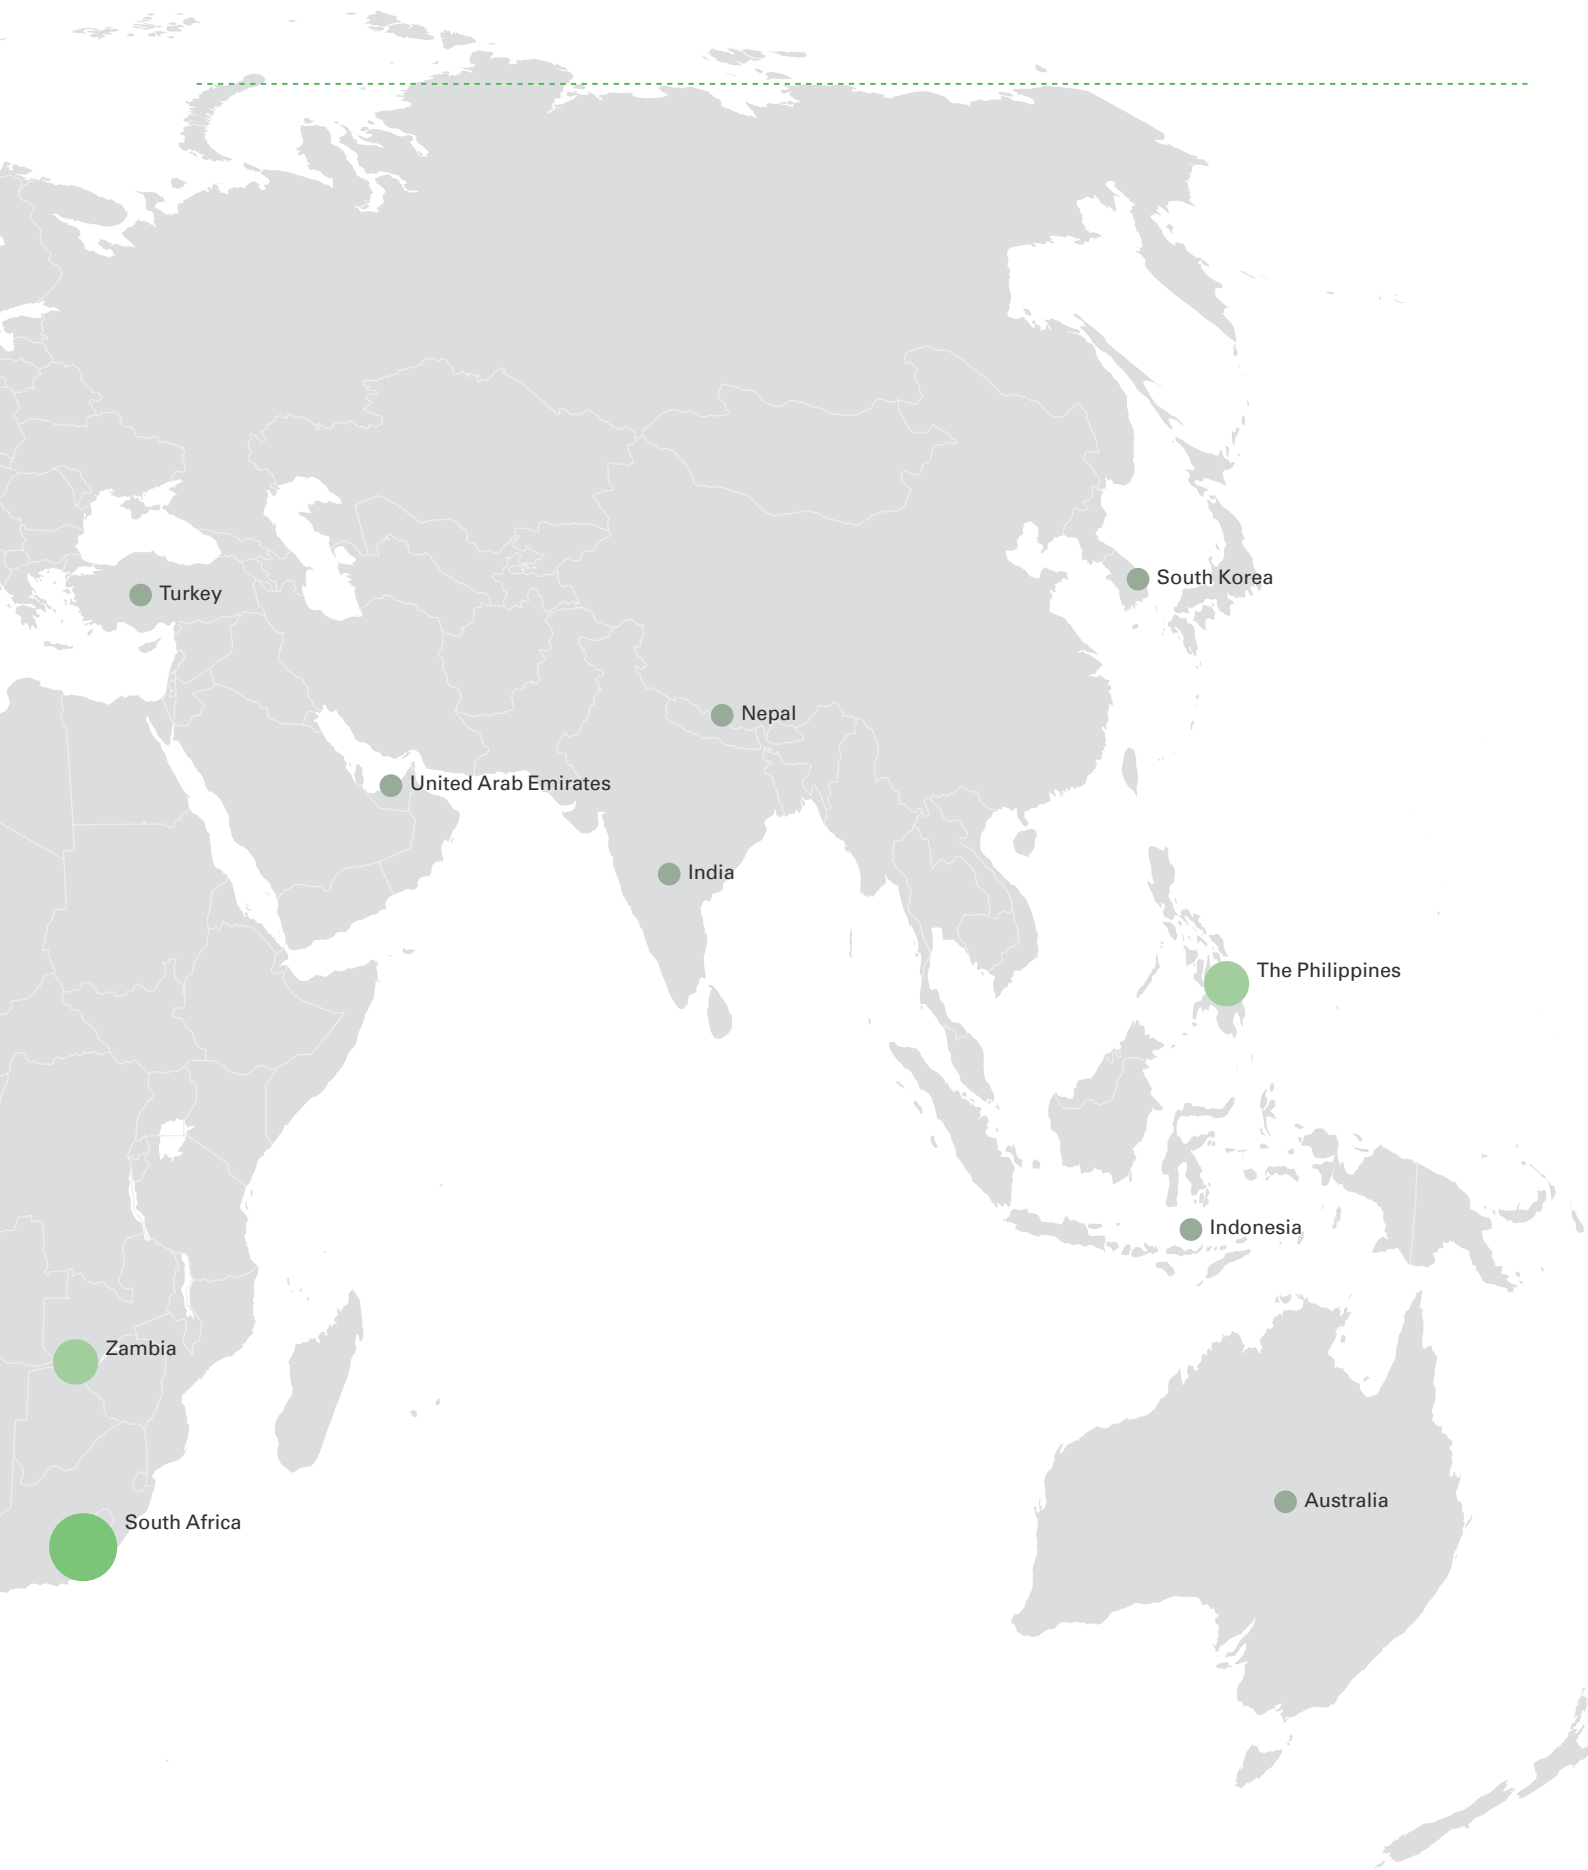 South Korea
Turkey
Nepal
United Arab Emirates
India
The Philippines
Indonesia
Zambia
Australia
South Africa